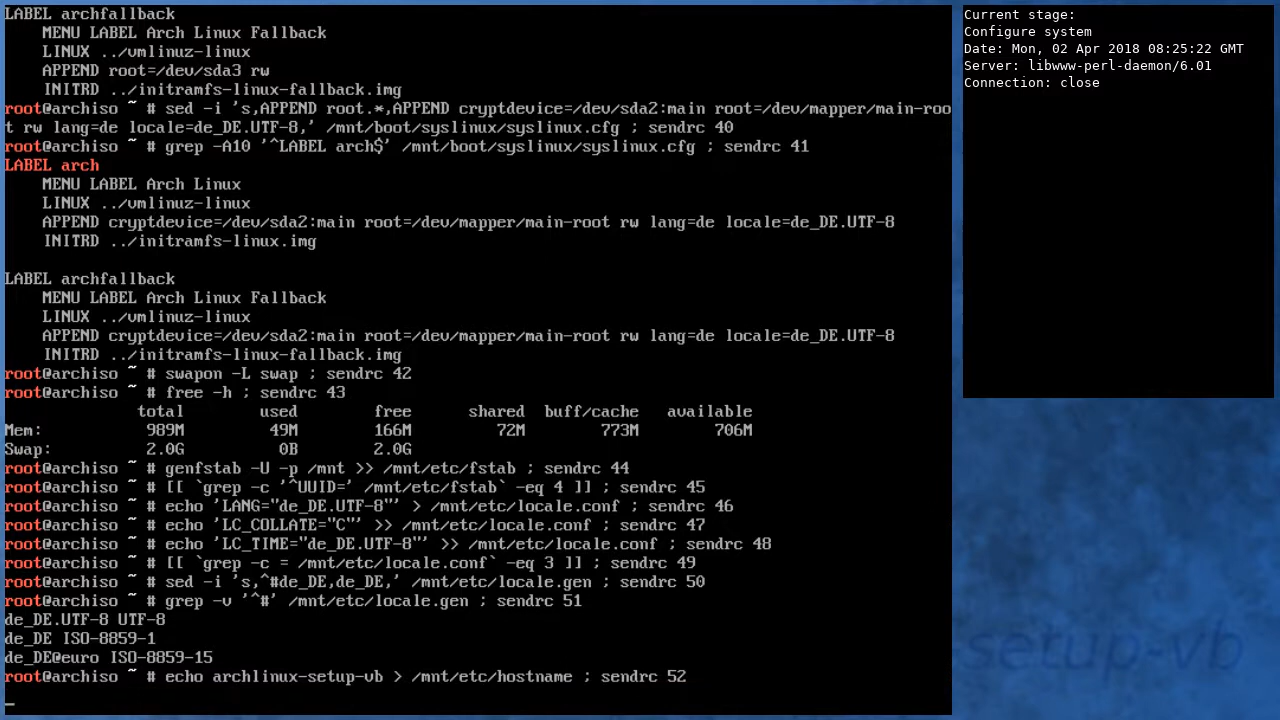 LABEL archfallback
    MENU LABEL Arch Linux Fallback
    LINUX ../vmlinuz-linux
    APPEND root=/dev/sda3 rw
    INITRD ../initramfs-linux-fallback.img
root@archiso ~ # sed -i 's,APPEND root.*,APPEND cryptdevice=/dev/sda2:main root=/dev/mapper/main-roo
t rw lang=de locale=de_DE.UTF-8,' /mnt/boot/syslinux/syslinux.cfg ; sendrc 40
root@archiso ~ # grep -A10 '^LABEL arch$' /mnt/boot/syslinux/syslinux.cfg ; sendrc 41
LABEL arch
    MENU LABEL Arch Linux
    LINUX ../vmlinuz-linux
    APPEND cryptdevice=/dev/sda2:main root=/dev/mapper/main-root rw lang=de locale=de_DE.UTF-8
    INITRD ../initramfs-linux.img

LABEL archfallback
    MENU LABEL Arch Linux Fallback
    LINUX ../vmlinuz-linux
    APPEND cryptdevice=/dev/sda2:main root=/dev/mapper/main-root rw lang=de locale=de_DE.UTF-8
    INITRD ../initramfs-linux-fallback.img
root@archiso ~ # swapon -L swap ; sendrc 42
root@archiso ~ # free -h ; sendrc 43
              total        used        free      shared  buff/cache   available
Mem:           989M         49M        166M         72M        773M        706M
Swap:          2.0G          0B        2.0G
root@archiso ~ # genfstab -U -p /mnt >> /mnt/etc/fstab ; sendrc 44
root@archiso ~ # [[ `grep -c '^UUID=' /mnt/etc/fstab` -eq 4 ]] ; sendrc 45
root@archiso ~ # echo 'LANG="de_DE.UTF-8"' > /mnt/etc/locale.conf ; sendrc 46
root@archiso ~ # echo 'LC_COLLATE="C"' >> /mnt/etc/locale.conf ; sendrc 47
root@archiso ~ # echo 'LC_TIME="de_DE.UTF-8"' >> /mnt/etc/locale.conf ; sendrc 48
root@archiso ~ # [[ `grep -c = /mnt/etc/locale.conf` -eq 3 ]] ; sendrc 49
root@archiso ~ # sed -i 's,^#de_DE,de_DE,' /mnt/etc/locale.gen ; sendrc 50
root@archiso ~ # grep -v '^#' /mnt/etc/locale.gen ; sendrc 51
de_DE.UTF-8 UTF-8
de_DE ISO-8859-1
de_DE@euro ISO-8859-15
root@archiso ~ # echo archlinux-setup-vb > /mnt/etc/hostname ; sendrc 52
Current stage:
Configure system
Date: Mon, 02 Apr 2018 08:25:22 GMT
Server: libwww-perl-daemon/6.01
Connection: close
setup-vb